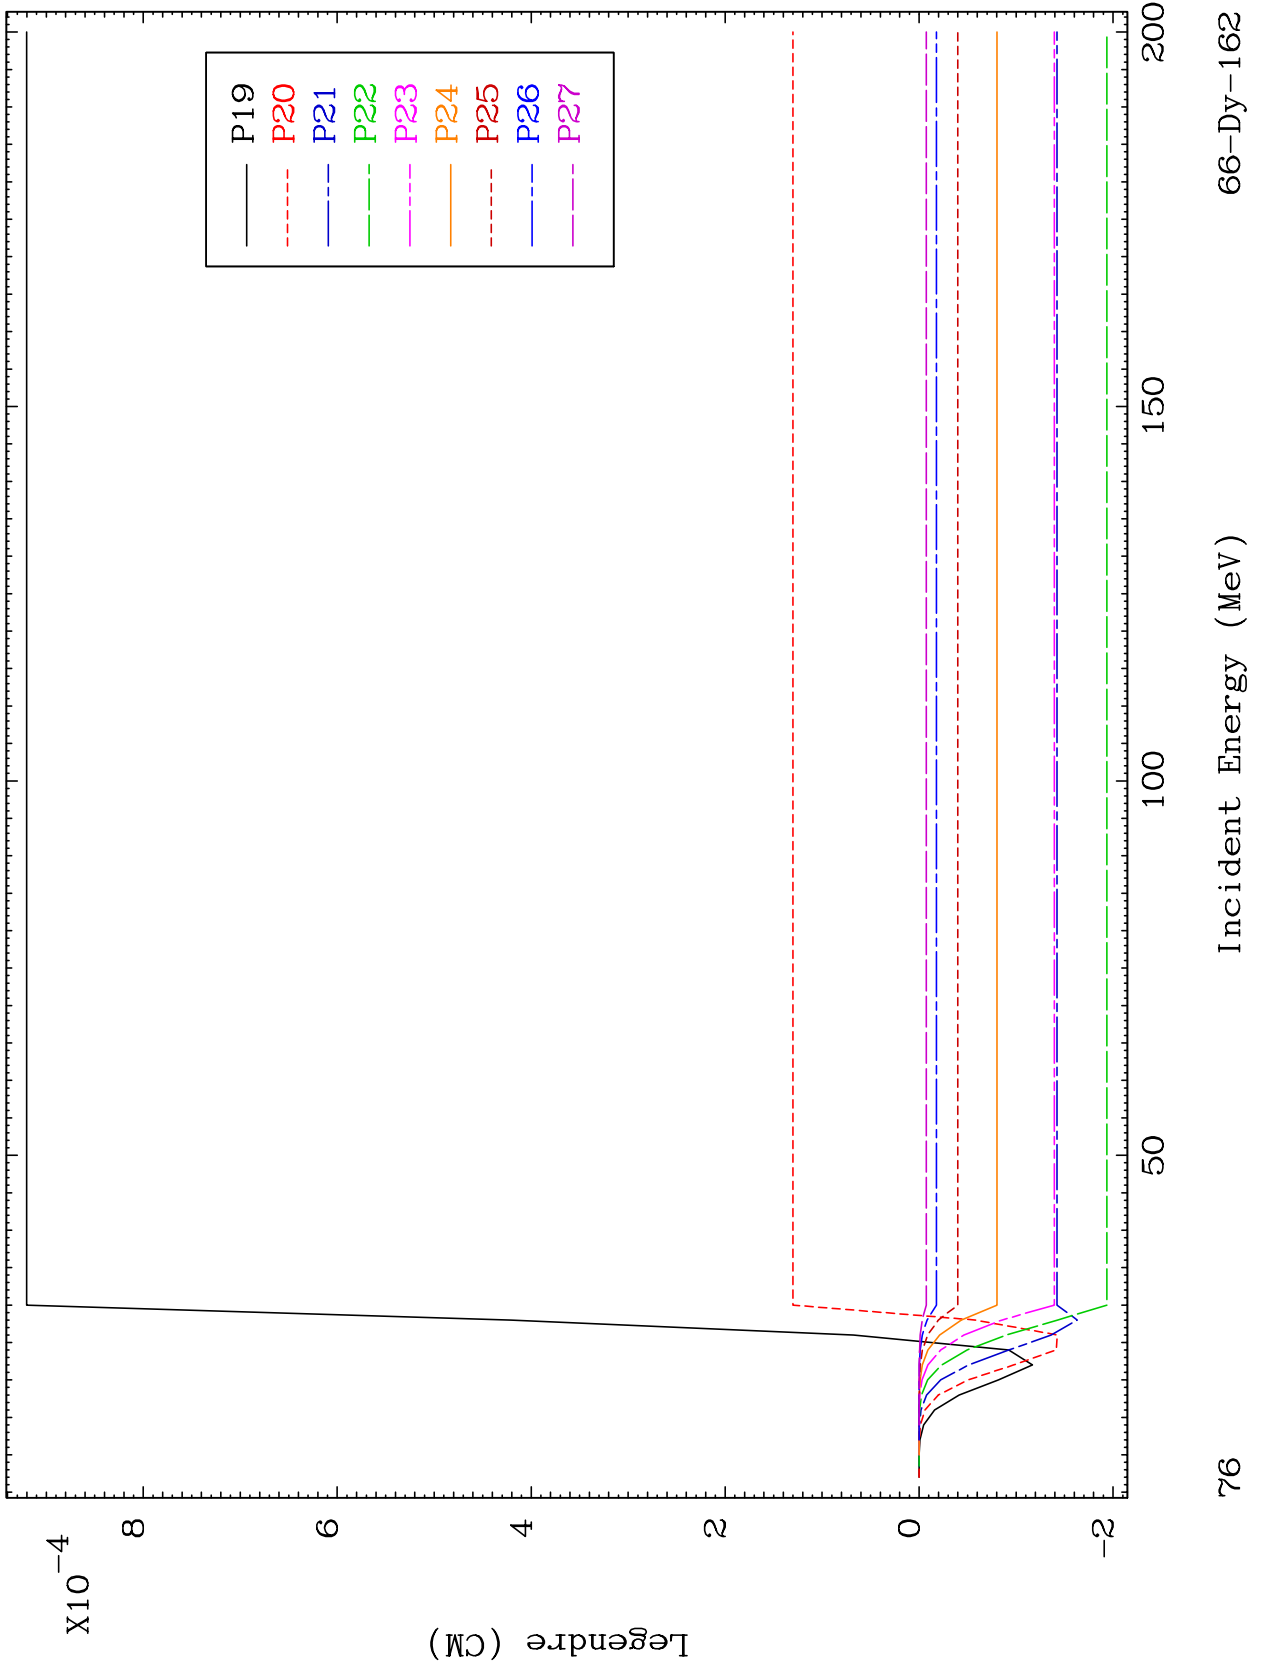 X10-4
8
6
4
2
0
-2
Legendre (CM)
P19
P20
P21
P22
P23
P24
P25
P26
P27
50
100
150
200
Incident Energy (MeV)
76
66-Dy-162